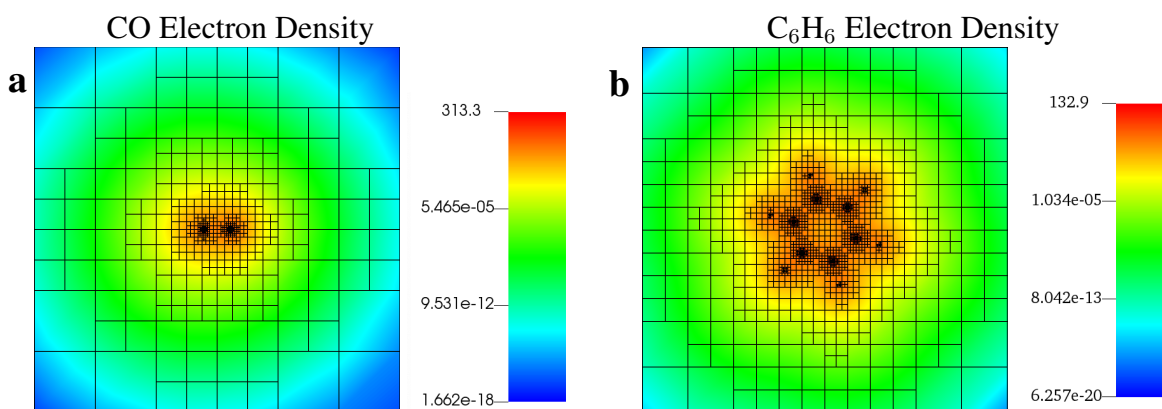 CO Electron Density
a
313.3
5.465e-05
9.531e-12
1.662e-18
C₆H₆ Electron Density
b
132.9
1.034e-05
8.042e-13
6.257e-20